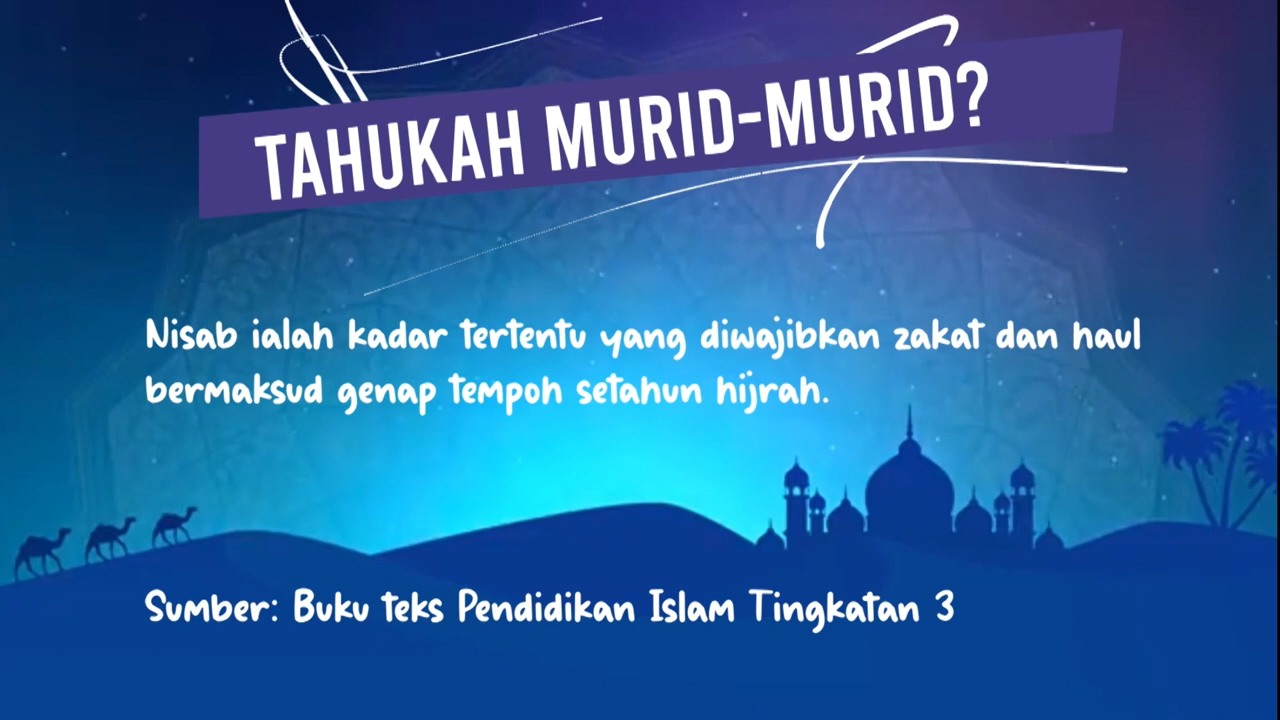 TAHUKAH MURID-MURID?
Nisab ialah kadar tertentu yang diwajibkan zakat dan haul
bermaksud genap tempoh setahun hijrah.
Sumber: Buku teks Pendidikan Islam Tingkatan 3